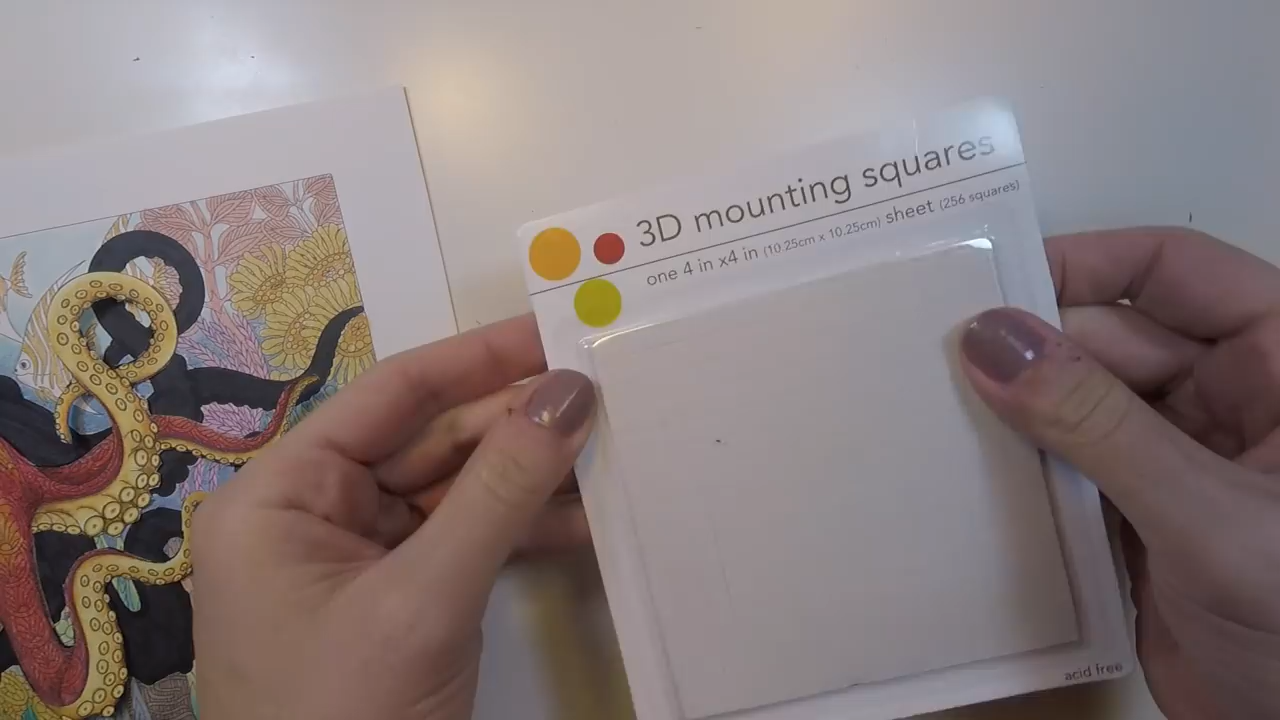 3D mounting squares
one 4 in x4 in (10.25cm x 10.25cm) sheet (256 squares)
acid free